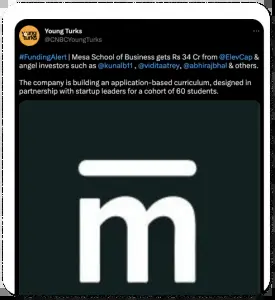 Young Turks
@CNBCYoungTurks
#FundingAlert | Mesa School of Business gets Rs 34 Cr from @ElevCap &
angel investors such as @kunalb11 , @viditaatrey, @abhirajbhal & others.
The company is building an application-based curriculum, designed in
partnership with startup leaders for a cohort of 60 students.
m